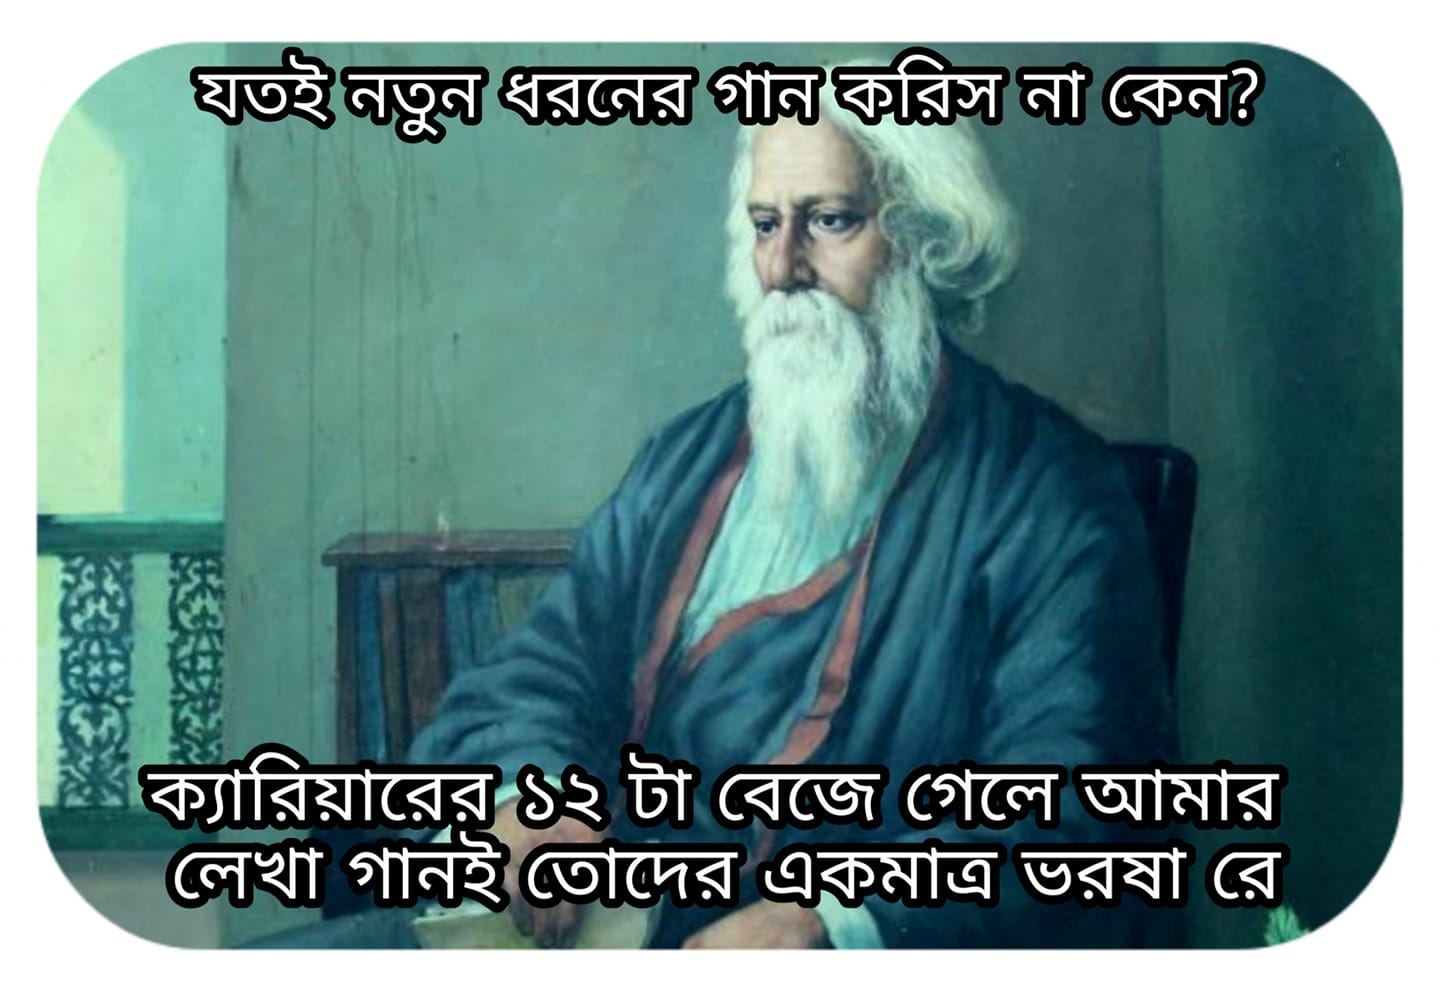 যতই নতুন ধরনের গান করিস না কেন?
ক্যারিয়ারের ১২ টা বেজে গেলে আমার
লেখা গানই তোদের একমাত্র ভরষা রে